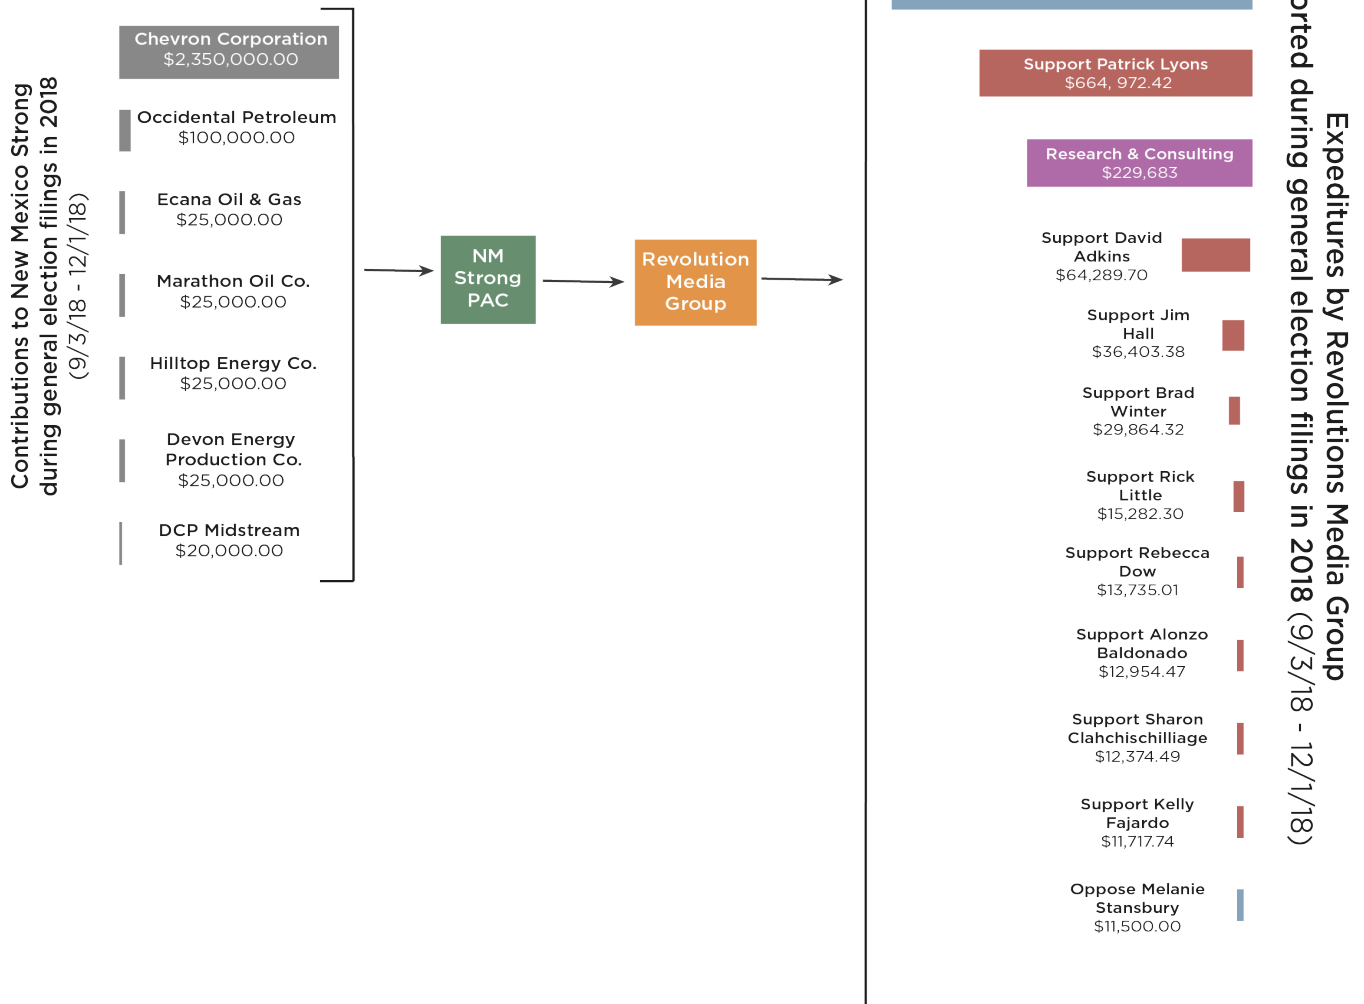 Contributions to New Mexico Strong
during general election filings in 2018
(9/3/18 - 12/1/18)
Chevron Corporation
$2,350,000.00
Occidental Petroleum
$100,000.00
Ecana Oil & Gas
$25,000.00
Marathon Oil Co.
$25,000.00
Hilltop Energy Co.
$25,000.00
Devon Energy
Production Co.
$25,000.00
DCP Midstream
$20,000.00
NM
Strong
PAC
Revolution
Media
Group
Support Patrick Lyons
$664, 972.42
Research & Consulting
$229,683
Support David
Adkins
$64,289.70
Support Jim
Hall
$36,403.38
Support Brad
Winter
$29,864.32
Support Rick
Little
$15,282.30
Support Rebecca
Dow
$13,735.01
Support Alonzo
Baldonado
$12,954.47
Support Sharon
Clahchischilliage
$12,374.49
Support Kelly
Fajardo
$11,717.74
Oppose Melanie
Stansbury
$11,500.00
Expeditures by Revolutions Media Group
orted during general election filings in 2018 (9/3/18 - 12/1/18)